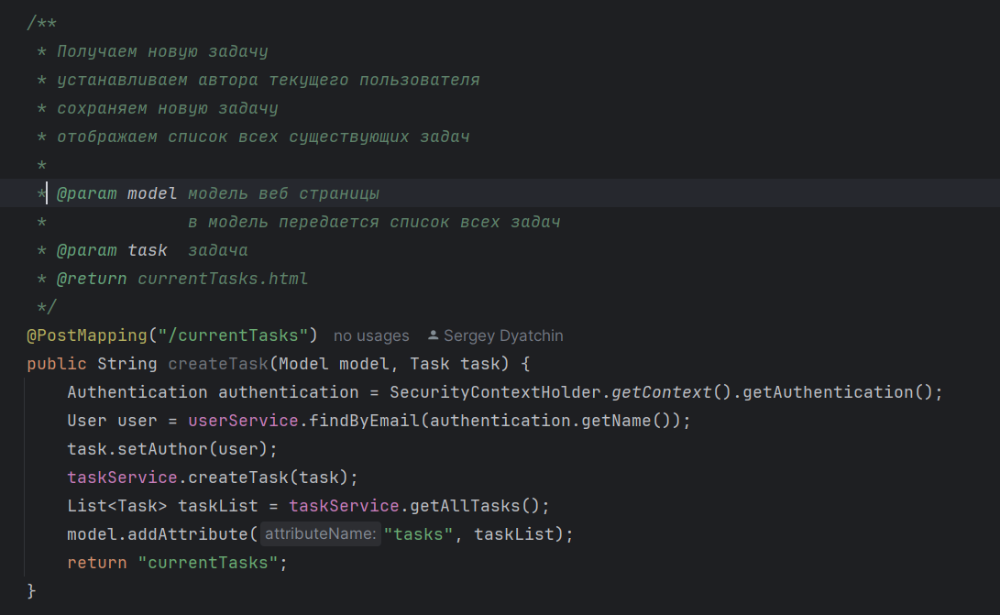 /**
* Получаем новую задачу
* устанавливаем автора текущего пользователя
* сохраняем новую задачу
* отображаем список всех существующих задач
*
* @param model модель веб страницы
*              в модель передается список всех задач
* @param task  задача
* @return currentTasks.html
*/
@PostMapping("/currentTasks") no usages Sergey Dyatchin
public String createTask(Model model, Task task) {
    Authentication authentication = SecurityContextHolder.getContext().getAuthentication();
    User user = userService.findByEmail(authentication.getName());
    task.setAuthor(user);
    taskService.createTask(task);
    List<Task> taskList = taskService.getAllTasks();
    model.addAttribute( attributeName: "tasks", taskList);
    return "currentTasks";
}